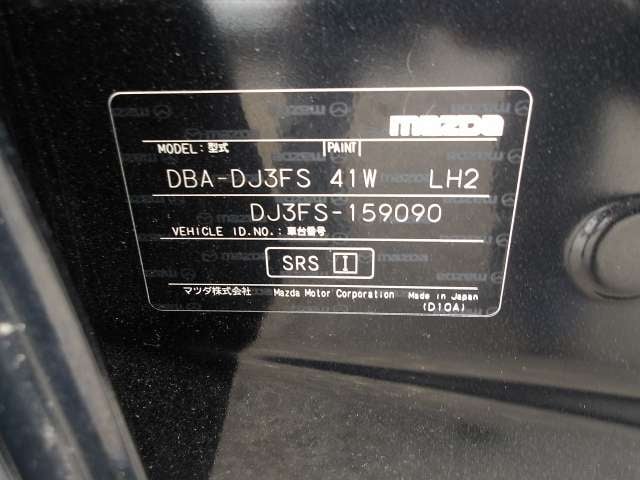 mazda
MODEL: 型式 PAINT
DBA-DJ3FS 41W LH2
DJ3FS-159090
VEHICLE ID.NO.: 車台番号
SRS I
マツダ株式会社 Mazda Motor Corporation Made in Japan
(D10A)